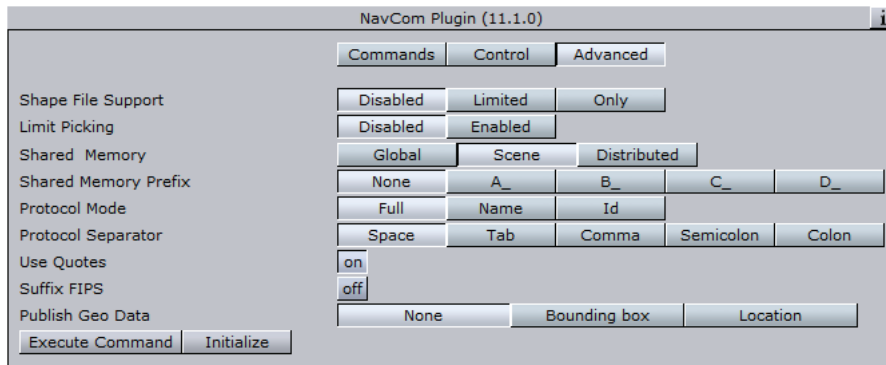 NavCom Plugin (11.1.0) i
Commands Control Advanced
Shape File Support Disabled Limited Only
Limit Picking Disabled Enabled
Shared Memory Global Scene Distributed
Shared Memory Prefix None A_ B_ C_ D_
Protocol Mode Full Name Id
Protocol Separator Space Tab Comma Semicolon Colon
Use Quotes on
Suffix FIPS off
Publish Geo Data None Bounding box Location
Execute Command Initialize